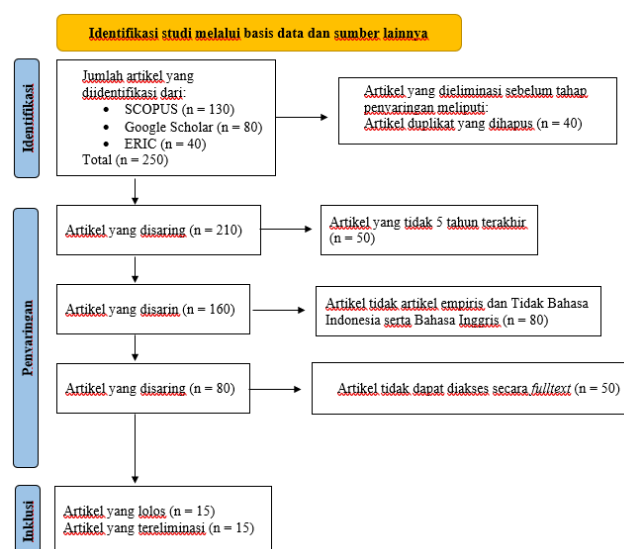 Identifikasi studi melalui basis data dan sumber lainnya
Identifikasi
Jumlah artikel yang
diidentifikasi dari:
• SCOPUS (n = 130)
• Google Scholar (n = 80)
• ERIC (n = 40)
Total (n = 250)
Artikel yang dieliminasi sebelum tahap
penyaringan meliputi:
Artikel duplikat yang dihapus (n = 40)
Penyaringan
Artikel yang disaring (n = 210)
Artikel yang tidak 5 tahun terakhir
(n = 50)
Artikel yang disarin (n = 160)
Artikel tidak artikel empiris dan Tidak Bahasa
Indonesia serta Bahasa Inggris (n = 80)
Artikel yang disaring (n = 80)
Artikel tidak dapat diakses secara fulltext (n = 50)
Inklusi
Artikel yang lolos (n = 15)
Artikel yang tereliminasi (n = 15)